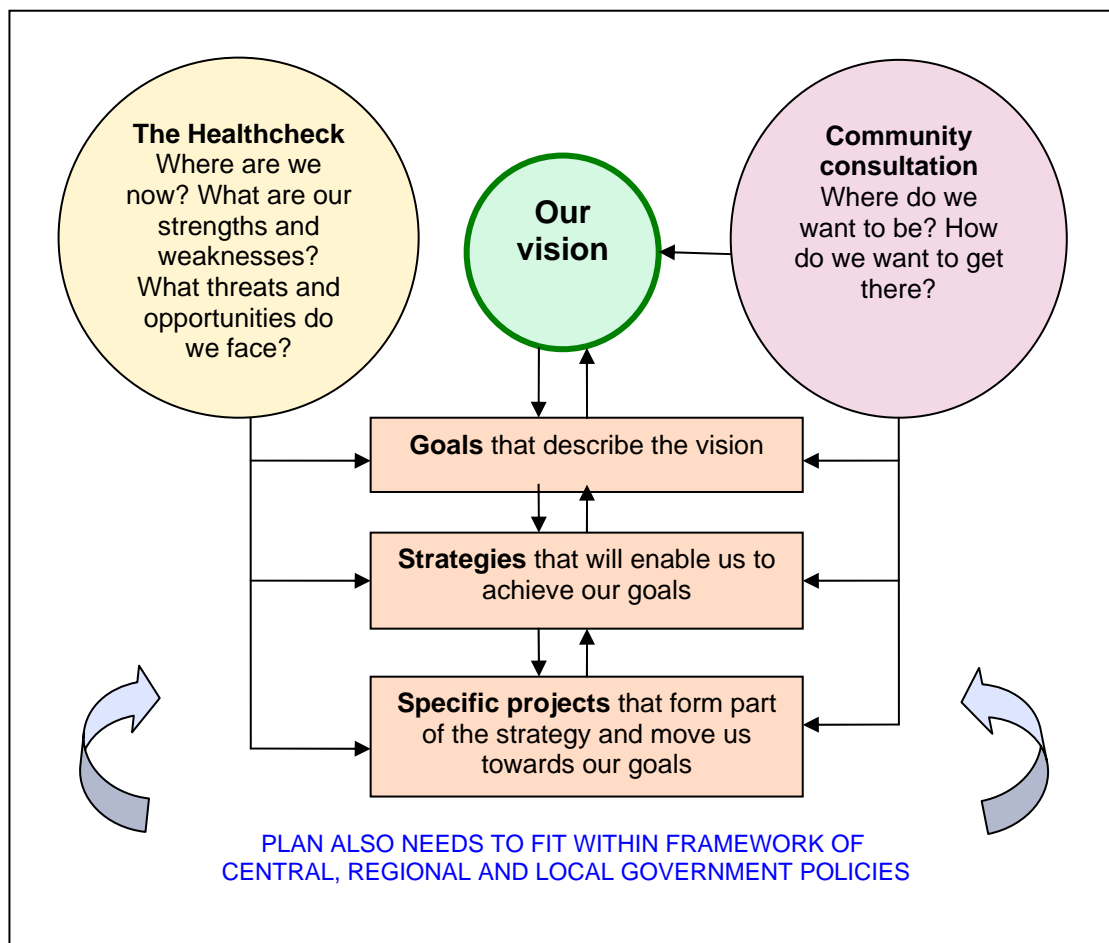 The Healthcheck
Where are we
now? What are our
strengths and
weaknesses?
What threats and
opportunities do
we face?
Our
vision
Community
consultation
Where do we
want to be? How
do we want to get
there?
Goals that describe the vision
Strategies that will enable us to
achieve our goals
Specific projects that form part
of the strategy and move us
towards our goals
PLAN ALSO NEEDS TO FIT WITHIN FRAMEWORK OF
CENTRAL, REGIONAL AND LOCAL GOVERNMENT POLICIES